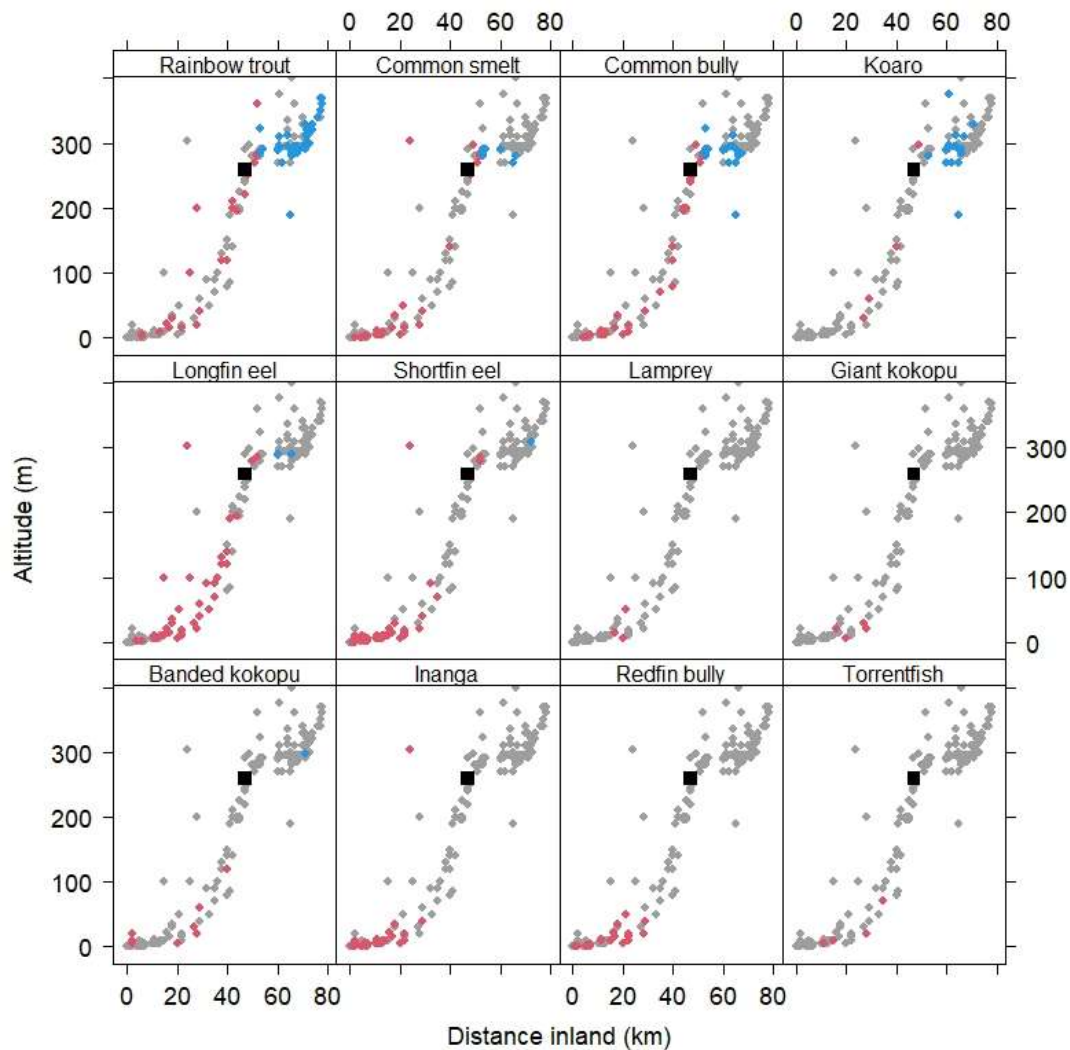 0 20 40 60 80 0 20 40 60 80
Rainbow trout Common smelt Common bully Koaro
300
200
100
0
Longfin eel Shortfin eel Lamprey Giant kokopu
300
200
100
0
Banded kokopu Inanga Redfin bully Torrentfish
300
200
100
0
0 20 40 60 80 0 20 40 60 80
Altitude (m)
Distance inland (km)